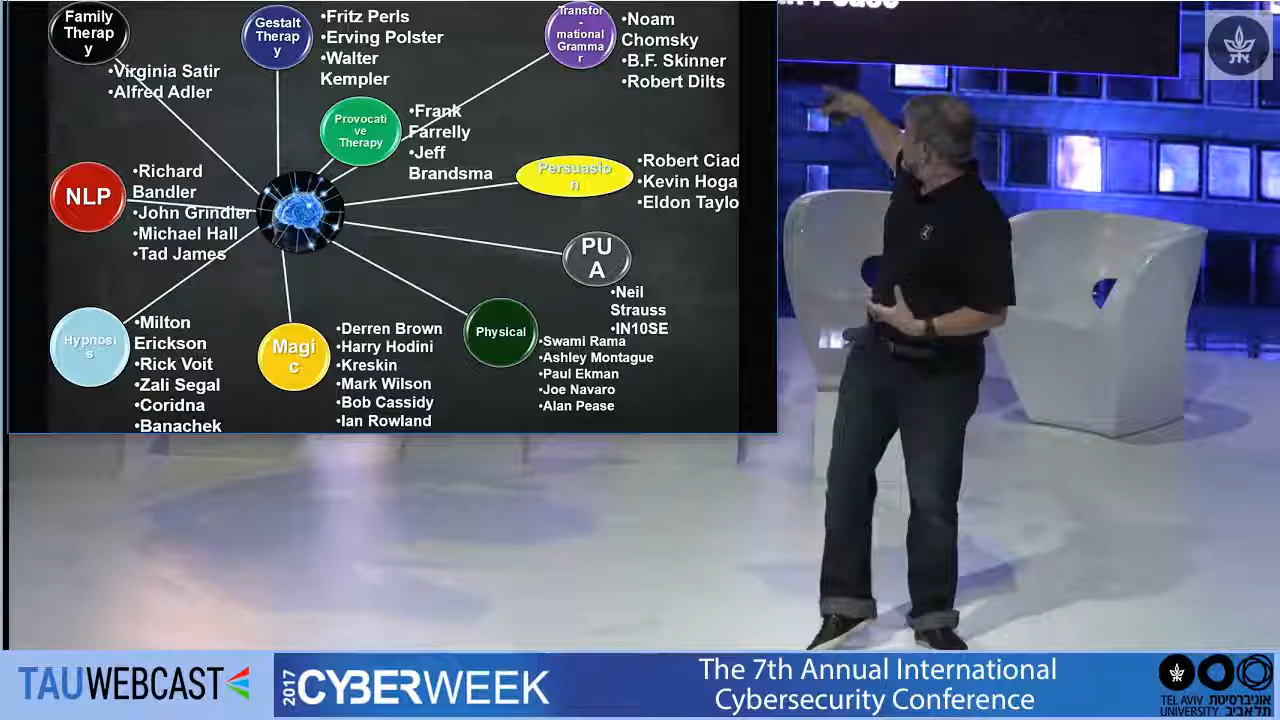 Family
Therap
y
•Virginia Satir
•Alfred Adler
Gestalt
Therap
y
•Fritz Perls
•Erving Polster
•Walter
Kempler
Transfor
-
mational
Gramma
r
•Noam
Chomsky
•B.F. Skinner
•Robert Dilts
Provocati
ve
Therapy
•Frank
Farrelly
•Jeff
Brandsma
NLP
•Richard
Bandler
•John Grindler
•Michael Hall
•Tad James
Persuasio
n
•Robert Ciad
•Kevin Hoga
•Eldon Taylo
PU
A
•Neil
Strauss
•IN10SE
Hypnosi
s
•Milton
Erickson
•Rick Voit
•Zali Segal
•Coridna
•Banachek
Magi
c
•Derren Brown
•Harry Hodini
•Kreskin
•Mark Wilson
•Bob Cassidy
•Ian Rowland
Physical
•Swami Rama
•Ashley Montague
•Paul Ekman
•Joe Navaro
•Alan Pease
TAUWEBCAST
2017
CYBERWEEK
The 7th Annual International
Cybersecurity Conference
TEL AVIV אוניברסיטת
UNIVERSITY תל אביב